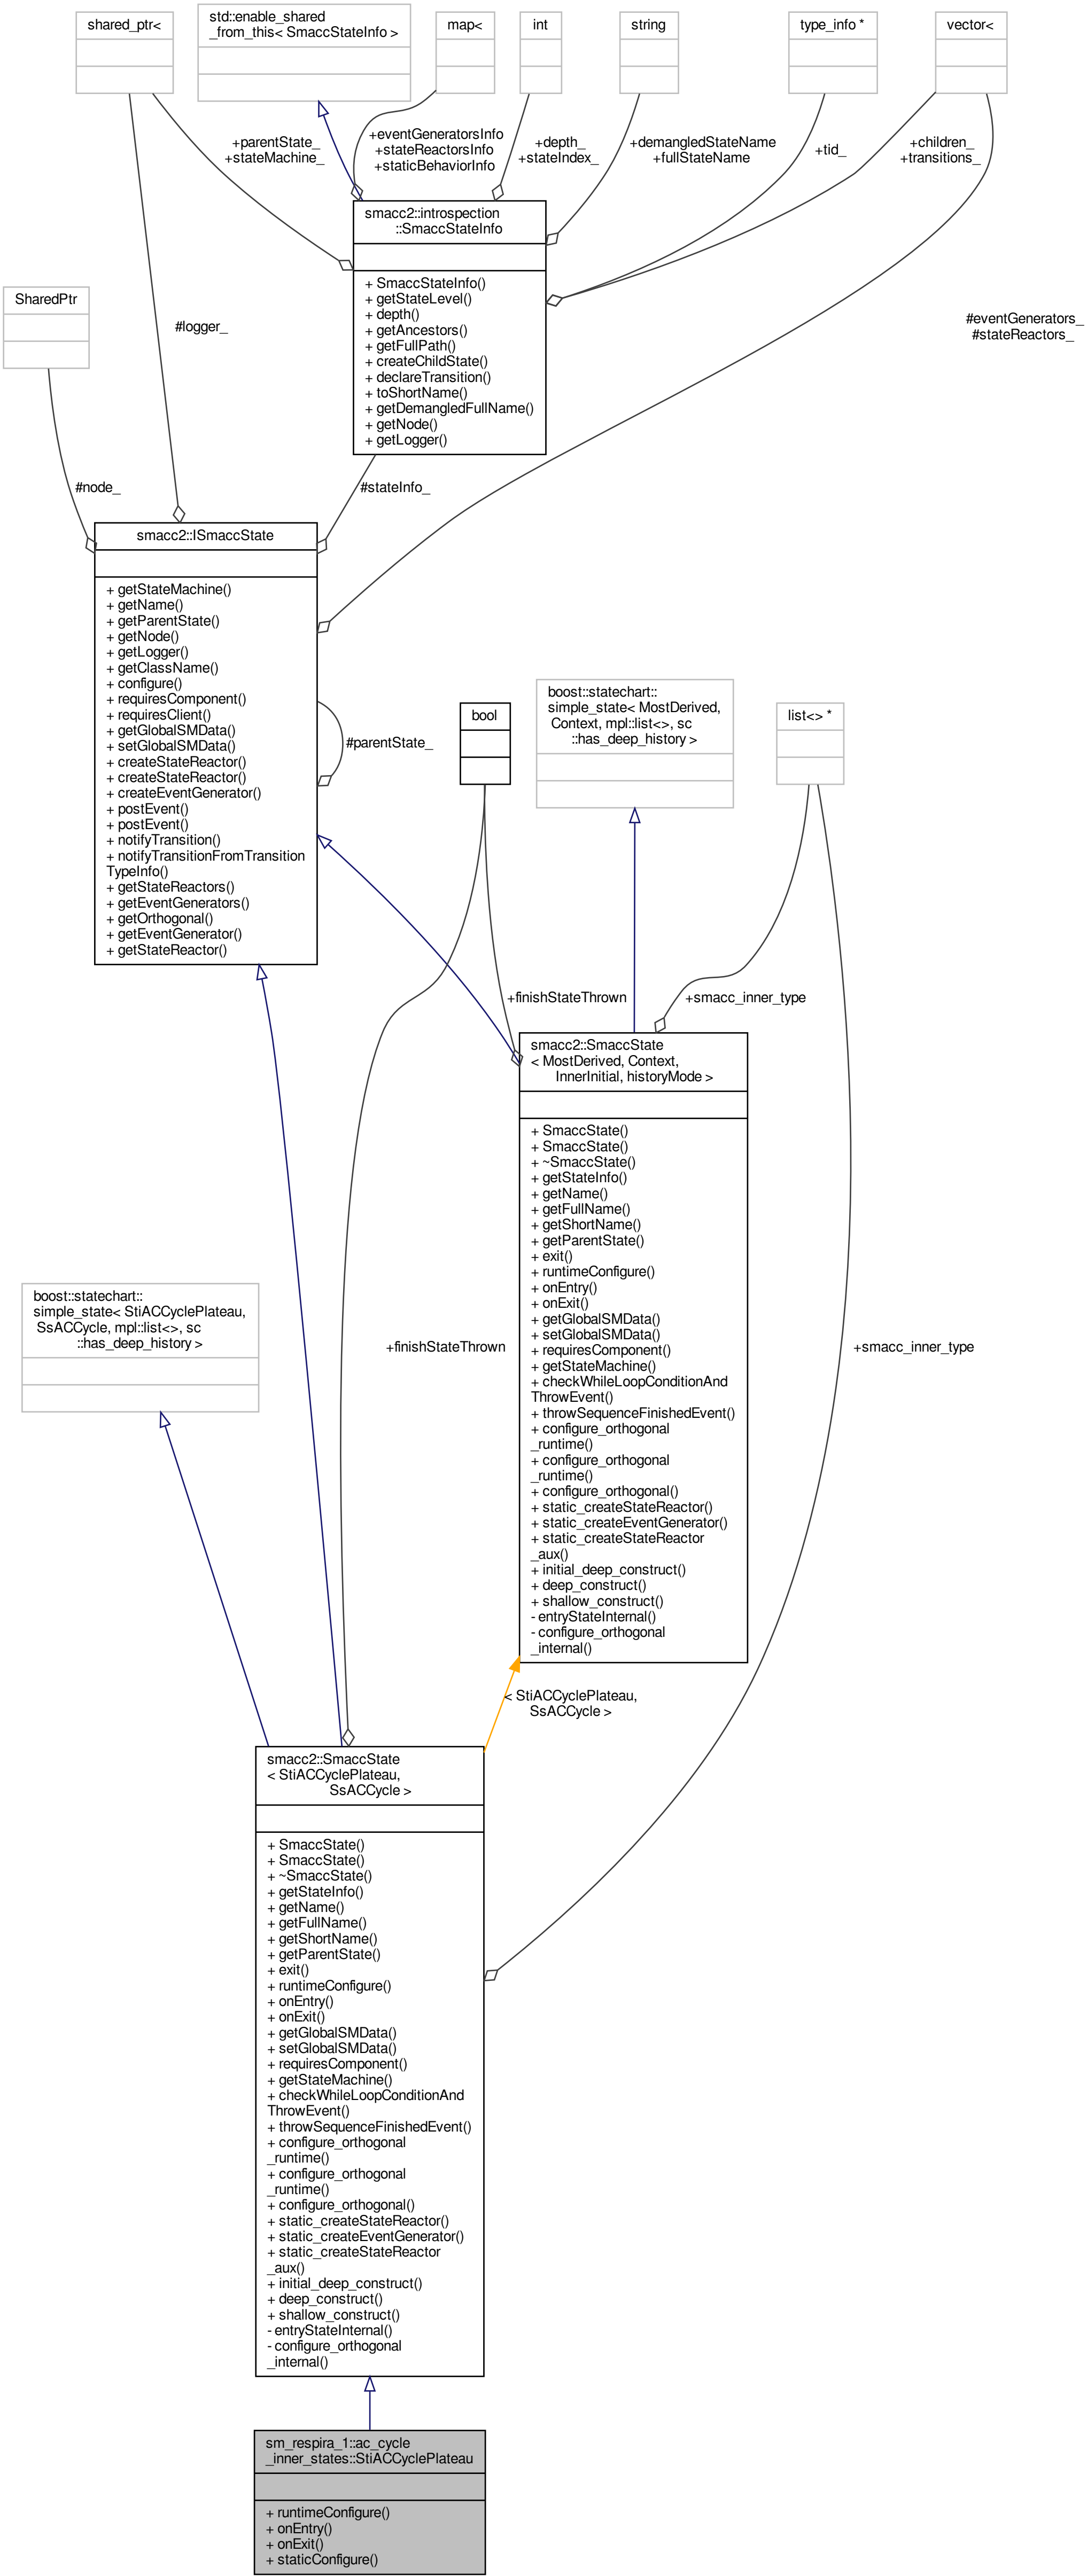 shared_ptr<
std::enable_shared
_from_this< SmaccStateInfo >
map<
int
string
type_info *
vector<
+parentState_
+stateMachine_
+eventGeneratorsInfo
+stateReactorsInfo
+staticBehaviorInfo
+depth_
+stateIndex_
+demangledStateName
+fullStateName
+tid_
+children_
+transitions_
smacc2::introspection
::SmaccStateInfo
+ SmaccStateInfo()
+ getStateLevel()
+ depth()
+ getAncestors()
+ getFullPath()
+ createChildState()
+ declareTransition()
+ toShortName()
+ getDemangledFullName()
+ getNode()
+ getLogger()
SharedPtr
#logger_
#eventGenerators_
#stateReactors_
#node_
#stateInfo_
smacc2::ISmaccState
+ getStateMachine()
+ getName()
+ getParentState()
+ getNode()
+ getLogger()
+ getClassName()
+ configure()
+ requiresComponent()
+ requiresClient()
+ getGlobalSMData()
+ setGlobalSMData()
+ createStateReactor()
+ createStateReactor()
+ createEventGenerator()
+ postEvent()
+ postEvent()
+ notifyTransition()
+ notifyTransitionFromTransition
TypeInfo()
+ getStateReactors()
+ getEventGenerators()
+ getOrthogonal()
+ getEventGenerator()
+ getStateReactor()
#parentState_
bool
boost::statechart::
simple_state< MostDerived,
Context, mpl::list<>, sc
::has_deep_history >
list<> *
+finishStateThrown
+smacc_inner_type
smacc2::SmaccState
< MostDerived, Context,
InnerInitial, historyMode >
+ SmaccState()
+ SmaccState()
+ ~SmaccState()
+ getStateInfo()
+ getName()
+ getFullName()
+ getShortName()
+ getParentState()
+ exit()
+ runtimeConfigure()
+ onEntry()
+ onExit()
+ getGlobalSMData()
+ setGlobalSMData()
+ requiresComponent()
+ getStateMachine()
+ checkWhileLoopConditionAnd
ThrowEvent()
+ throwSequenceFinishedEvent()
+ configure_orthogonal
_runtime()
+ configure_orthogonal
_runtime()
+ configure_orthogonal()
+ static_createStateReactor()
+ static_createEventGenerator()
+ static_createStateReactor
_aux()
+ initial_deep_construct()
+ deep_construct()
+ shallow_construct()
- entryStateInternal()
- configure_orthogonal
_internal()
boost::statechart::
simple_state< StiACCyclePlateau,
SsACCycle, mpl::list<>, sc
::has_deep_history >
+finishStateThrown
+smacc_inner_type
< StiACCyclePlateau,
SsACCycle >
smacc2::SmaccState
< StiACCyclePlateau,
SsACCycle >
+ SmaccState()
+ SmaccState()
+ ~SmaccState()
+ getStateInfo()
+ getName()
+ getFullName()
+ getShortName()
+ getParentState()
+ exit()
+ runtimeConfigure()
+ onEntry()
+ onExit()
+ getGlobalSMData()
+ setGlobalSMData()
+ requiresComponent()
+ getStateMachine()
+ checkWhileLoopConditionAnd
ThrowEvent()
+ throwSequenceFinishedEvent()
+ configure_orthogonal
_runtime()
+ configure_orthogonal
_runtime()
+ configure_orthogonal()
+ static_createStateReactor()
+ static_createEventGenerator()
+ static_createStateReactor
_aux()
+ initial_deep_construct()
+ deep_construct()
+ shallow_construct()
- entryStateInternal()
- configure_orthogonal
_internal()
sm_respira_1::ac_cycle
_inner_states::StiACCyclePlateau
+ runtimeConfigure()
+ onEntry()
+ onExit()
+ staticConfigure()